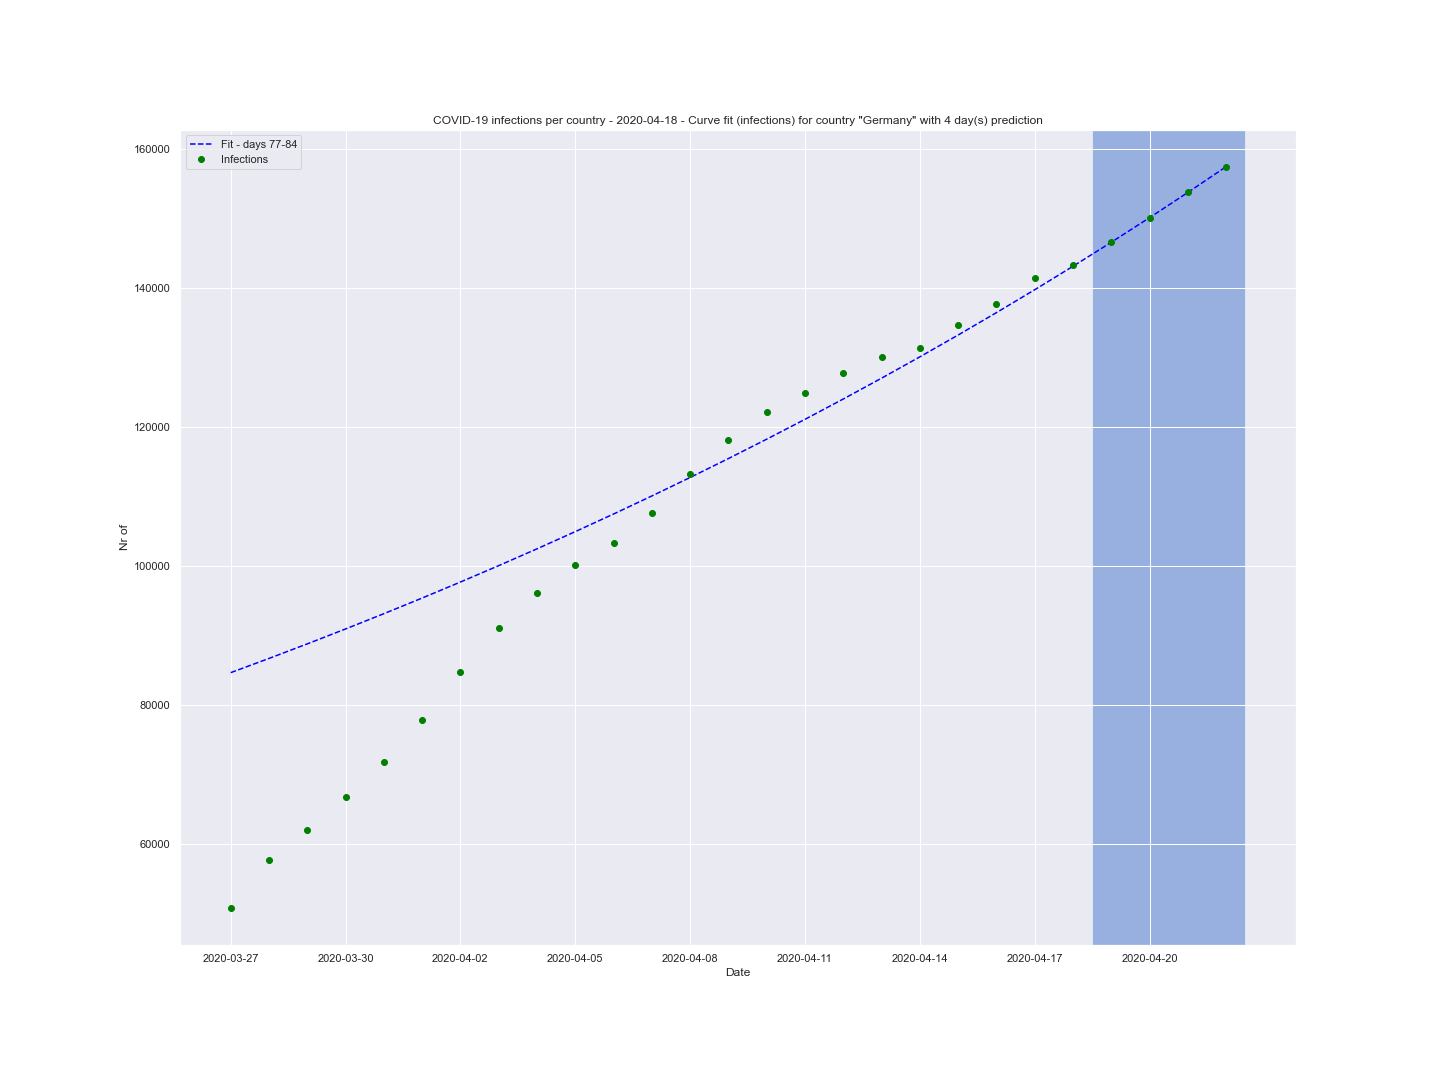 COVID-19 infections per country - 2020-04-18 - Curve fit (infections) for country "Germany" with 4 day(s) prediction
Fit - days 77-84
Infections
160000
140000
120000
100000
80000
60000
Nr of
2020-03-27 2020-03-30 2020-04-02 2020-04-05 2020-04-08 2020-04-11 2020-04-14 2020-04-17 2020-04-20
Date